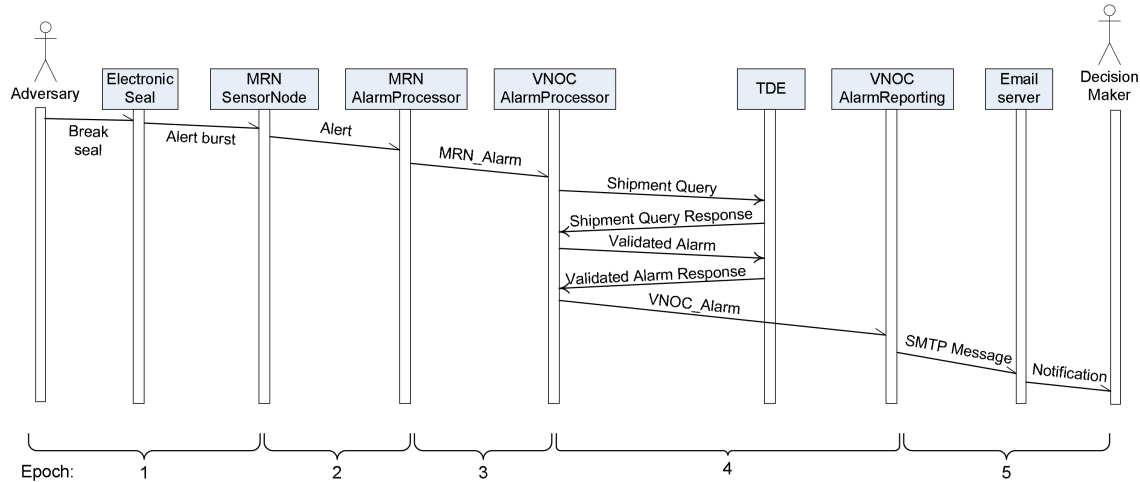 Adversary
Electronic
Seal
MRN
SensorNode
MRN
AlarmProcessor
VNOC
AlarmProcessor
TDE
VNOC
AlarmReporting
Email
server
Decision
Maker
Break
seal
Alert burst
Alert
MRN_Alarm
Shipment Query
Shipment Query Response
Validated Alarm
Validated Alarm Response
VNOC_Alarm
SMTP Message
Notification
Epoch: 1 2 3 4 5